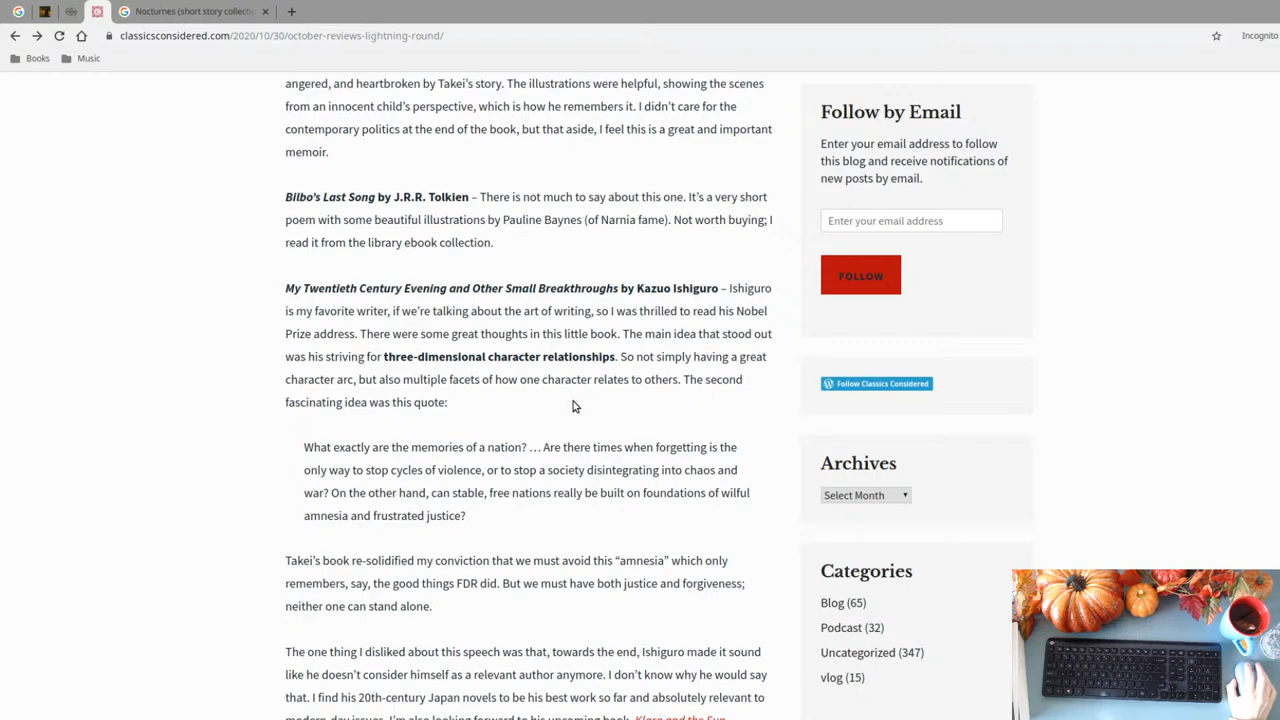 Nocturnes (short story collecti
classicsconsidered.com/2020/10/30/october-reviews-lightning-round/
Incognito
Books
Music
angered, and heartbroken by Takei's story. The illustrations were helpful, showing the scenes
from an innocent child's perspective, which is how he remembers it. I didn't care for the
contemporary politics at the end of the book, but that aside, I feel this is a great and important
memoir.
Bilbo's Last Song by J.R.R. Tolkien – There is not much to say about this one. It's a very short
poem with some beautiful illustrations by Pauline Baynes (of Narnia fame). Not worth buying; I
read it from the library ebook collection.
My Twentieth Century Evening and Other Small Breakthroughs by Kazuo Ishiguro – Ishiguro
is my favorite writer, if we're talking about the art of writing, so I was thrilled to read his Nobel
Prize address. There were some great thoughts in this little book. The main idea that stood out
was his striving for three-dimensional character relationships. So not simply having a great
character arc, but also multiple facets of how one character relates to others. The second
fascinating idea was this quote:
What exactly are the memories of a nation? … Are there times when forgetting is the
only way to stop cycles of violence, or to stop a society disintegrating into chaos and
war? On the other hand, can stable, free nations really be built on foundations of wilful
amnesia and frustrated justice?
Takei's book re-solidified my conviction that we must avoid this “amnesia” which only
remembers, say, the good things FDR did. But we must have both justice and forgiveness;
neither one can stand alone.
The one thing I disliked about this speech was that, towards the end, Ishiguro made it sound
like he doesn't consider himself as a relevant author anymore. I don't know why he would say
that. I find his 20th-century Japan novels to be his best work so far and absolutely relevant to
modern-day issues. I'm also looking forward to his upcoming book, Klara and the Sun
Follow by Email
Enter your email address to follow
this blog and receive notifications of
new posts by email.
Enter your email address
FOLLOW
Follow Classics Considered
Archives
Select Month
Categories
Blog (65)
Podcast (32)
Uncategorized (347)
vlog (15)